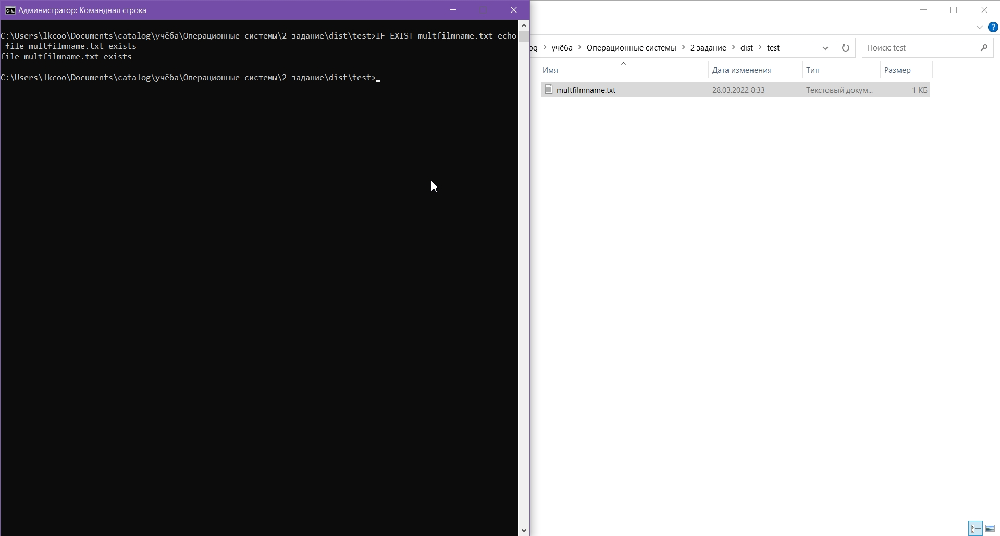 Администратор: Командная строка
C:\Users\lkcoo\Documents\catalog\учёба\Операционные системы\2 задание\dist\test>IF EXIST multfilmname.txt echo
file multfilmname.txt exists
file multfilmname.txt exists
C:\Users\lkcoo\Documents\catalog\учёба\Операционные системы\2 задание\dist\test>
og > учёба > Операционные системы > 2 задание > dist > test
Поиск: test
Имя Дата изменения Тип Размер
multfilmname.txt 28.03.2022 8:33 Текстовый докум... 1 КБ